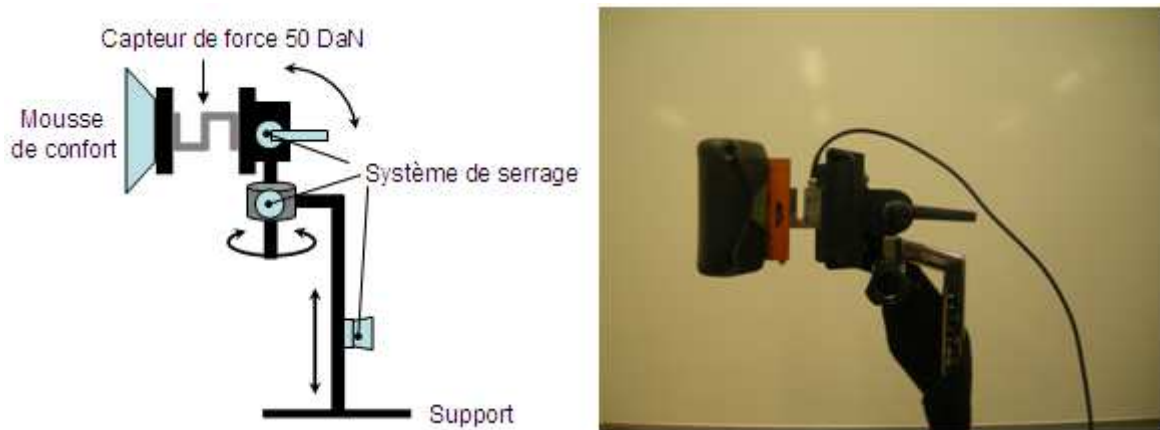 Capteur de force 50 DaN
Mousse
de confort
Système de serrage
Support